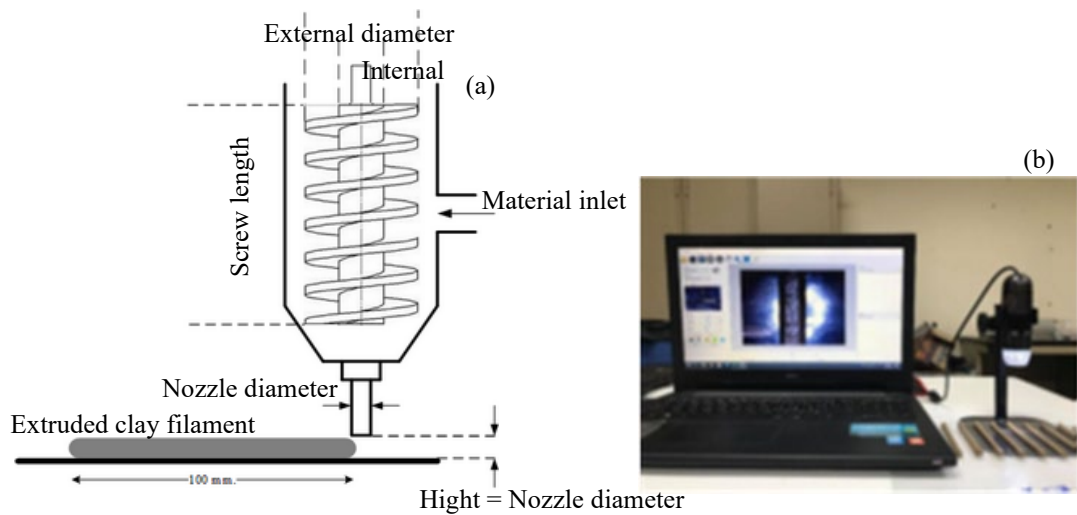 External diameter
Internal
(a)
Screw length
Material inlet
(b)
Nozzle diameter
Extruded clay filament
100 mm.
Hight = Nozzle diameter